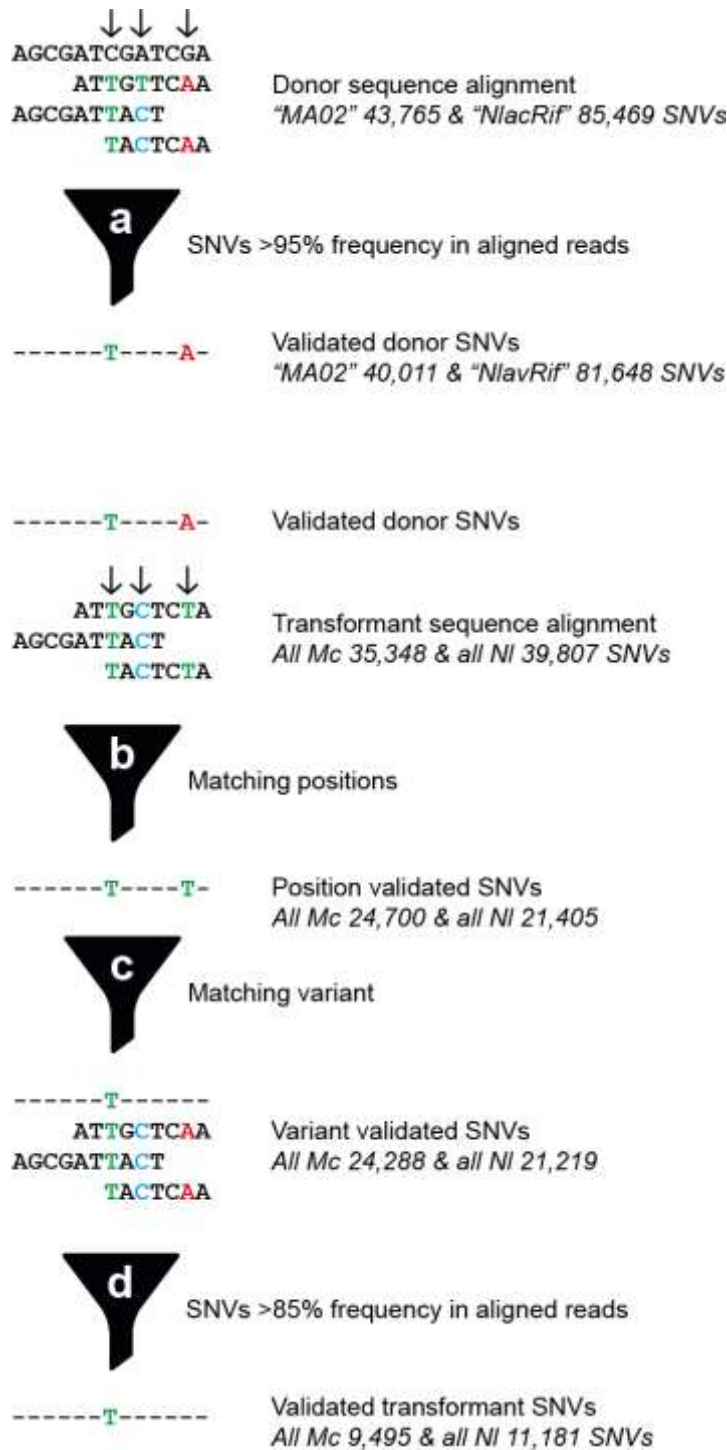 AGCGATCGATCGA
ATTGTTCAA
AGCGATTACT
TACTCAA
Donor sequence alignment
“MA02” 43,765 & “NlacRif” 85,469 SNVs
a
SNVs >95% frequency in aligned reads
------T----A-
Validated donor SNVs
“MA02” 40,011 & “NlavRif” 81,648 SNVs
------T----A-
Validated donor SNVs
ATTGCTCTA
AGCGATTACT
TACTCTA
Transformant sequence alignment
All Mc 35,348 & all Nl 39,807 SNVs
b
Matching positions
------T----T-
Position validated SNVs
All Mc 24,700 & all Nl 21,405
c
Matching variant
------T------
ATTGCTCAA
AGCGATTACT
TACTCAA
Variant validated SNVs
All Mc 24,288 & all Nl 21,219
d
SNVs >85% frequency in aligned reads
------T------
Validated transformant SNVs
All Mc 9,495 & all Nl 11,181 SNVs